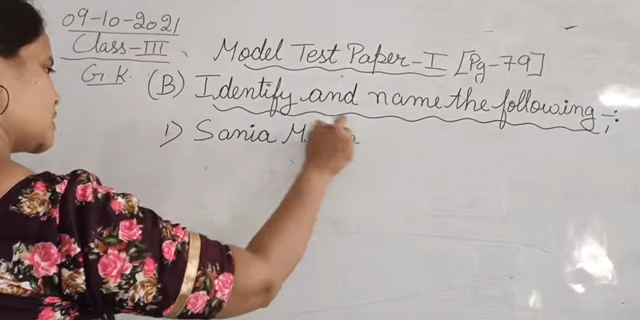 09-10-2021
Class-III
G.K.
Model Test Paper-I [Pg-79]
(B) Identify and name the following :-
1) Sania